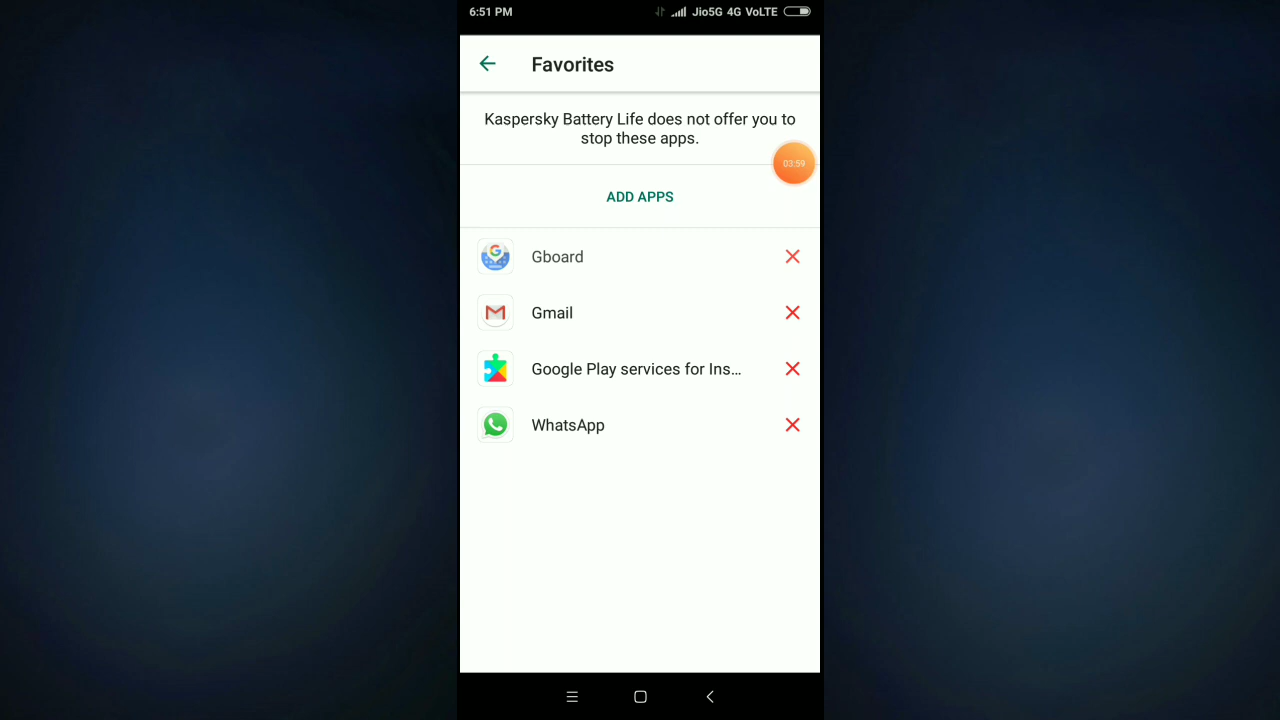 6:51 PM Jio5G 4G VoLTE
Favorites
Kaspersky Battery Life does not offer you to
stop these apps.
03:59
ADD APPS
Gboard
Gmail
Google Play services for Ins...
WhatsApp